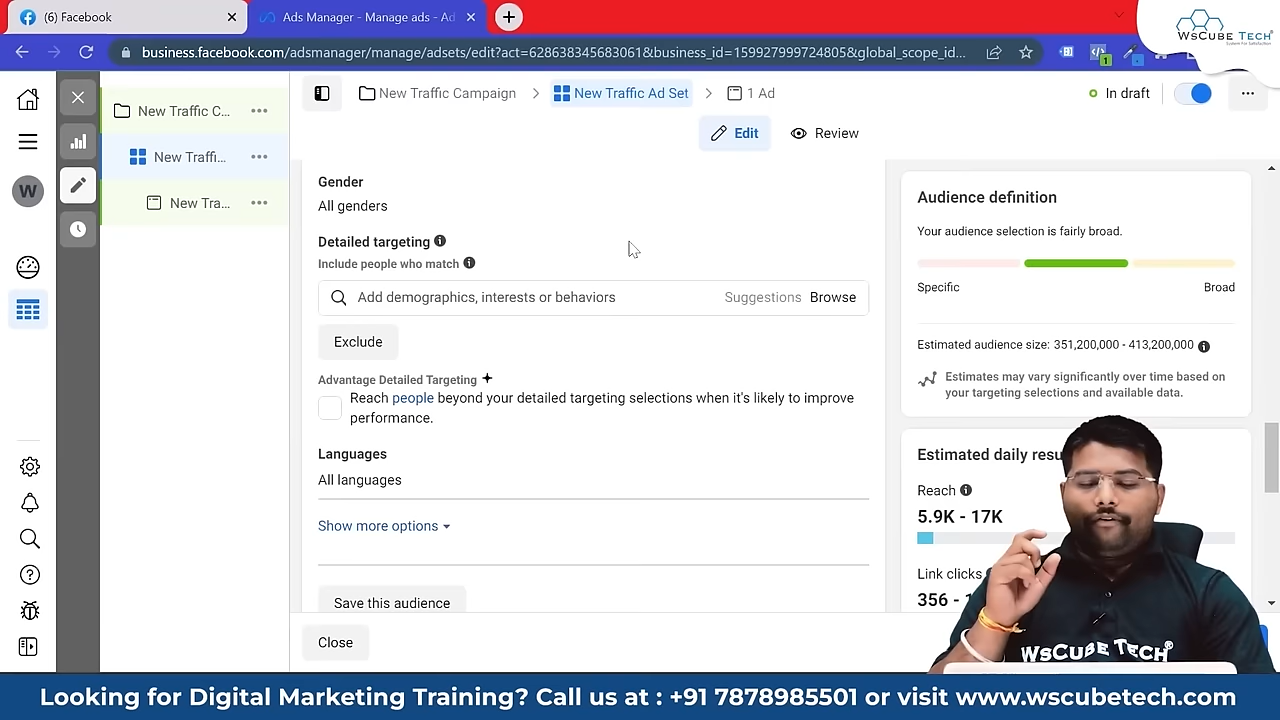 (6) Facebook
Ads Manager - Manage ads - Ad
WsCube Tech
business.facebook.com/adsmanager/manage/adsets/edit?act=628638345683061&business_id=1599279997248 05&global_scope_id...
New Traffic C...
New Traffi...
New Tra...
W
New Traffic Campaign
New Traffic Ad Set
1 Ad
In draft
Edit
Review
Gender
All genders
Detailed targeting
Include people who match
Add demographics, interests or behaviors
Suggestions
Browse
Exclude
Advantage Detailed Targeting
Reach people beyond your detailed targeting selections when it's likely to improve
performance.
Languages
All languages
Show more options
Save this audience
Close
Audience definition
Your audience selection is fairly broad.
Specific
Broad
Estimated audience size: 351,200,000 - 413,200,000
Estimates may vary significantly over time based on
your targeting selections and available data.
Estimated daily resu
Reach
5.9K - 17K
Link clicks
356 - 1
WsCube Tech
Looking for Digital Marketing Training? Call us at : +91 7878985501 or visit www.wscubetech.com